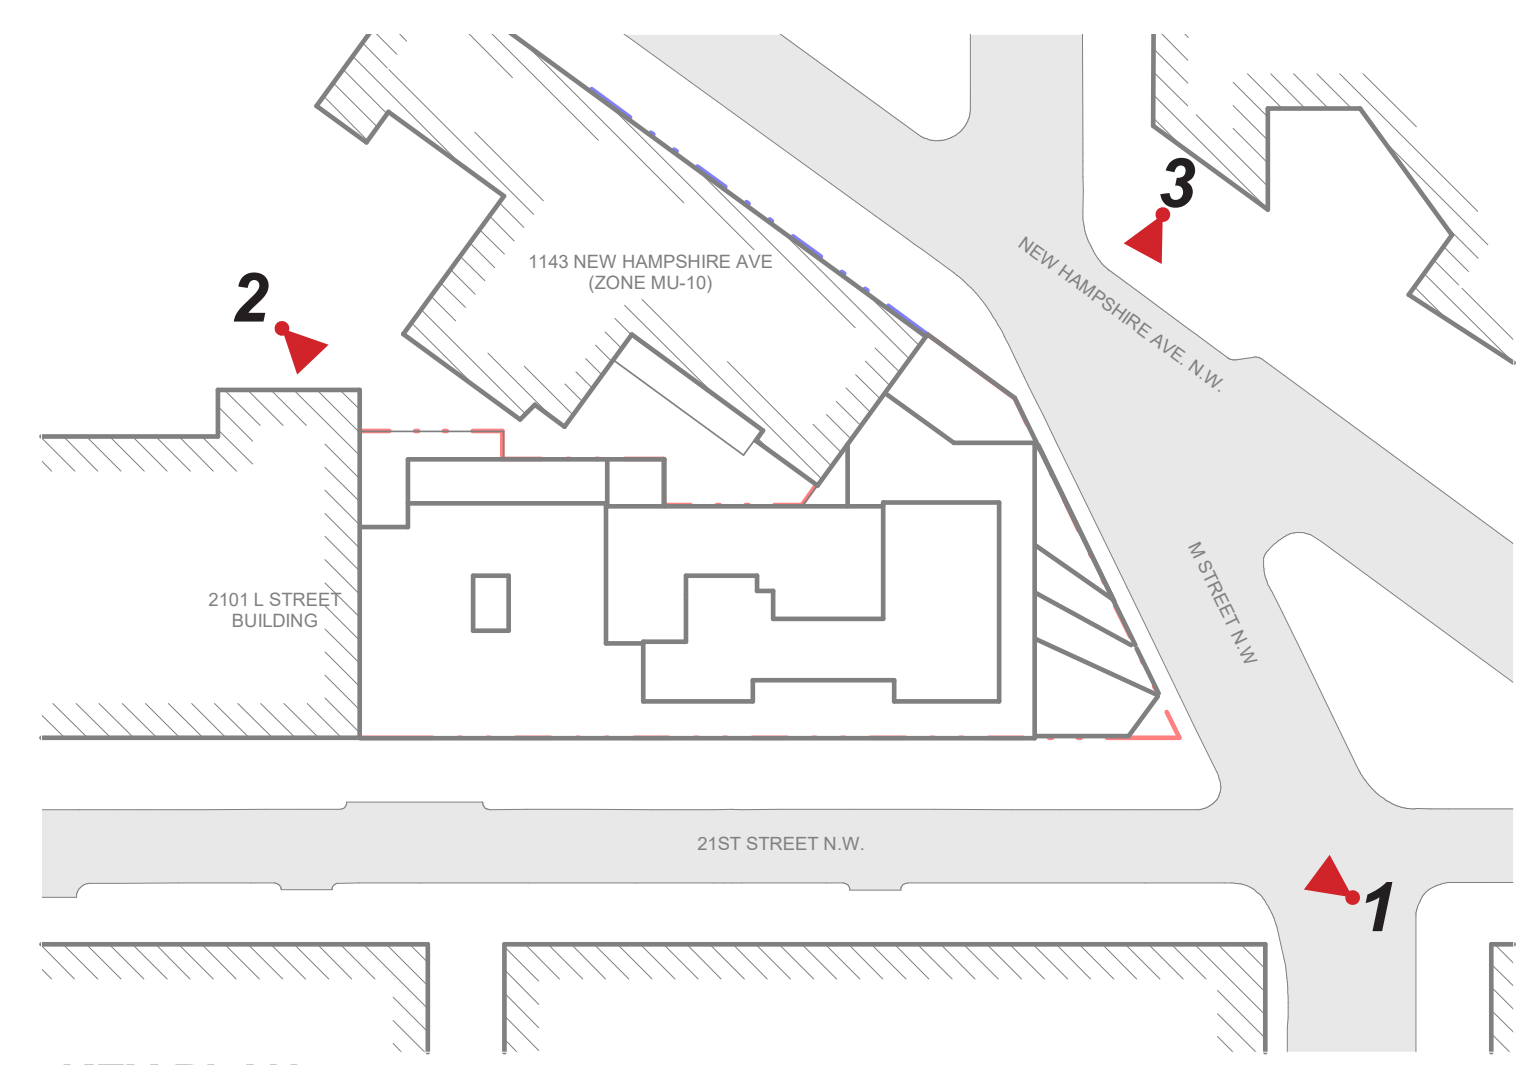 3
1143 NEW HAMPSHIRE AVE
(ZONE MU-10)
NEW HAMPSHIRE AVE. N.W.
2
2101 L STREET
BUILDING
M STREET N.W
21ST STREET N.W.
1